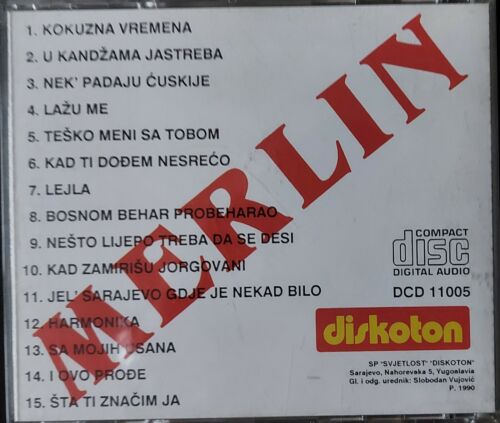 1. KOKUZNA VREMENA
2. U KANDŽAMA JASTREBA
3. NEK' PADAJU ĆUSKIJE
4. LAŽU ME
5. TEŠKO MENI SA TOBOM
6. KAD TI DOĐEM NESREĆO
7. LEJLA
8. BOSNOM BEHAR PROBEHARAO
9. NEŠTO LIJEPO TREBA DA SE DESI
10. KAD ZAMIRIŠU JORGOVANI
11. JEL' SARAJEVO GDJE JE NEKAD BILO
12. HARMONIKA
13. SA MOJIH USANA
14. I OVO PROĐE
15. ŠTA TI ZNAČIM JA
MERLIN
COMPACT
disc
DIGITAL AUDIO
DCD 11005
diskoton
SP "SVJETLOST" "DISKOTON"
Sarajevo, Nahorevska 5, Yugoslavia
Gl. i odg. urednik: Slobodan Vujović
P. 1990